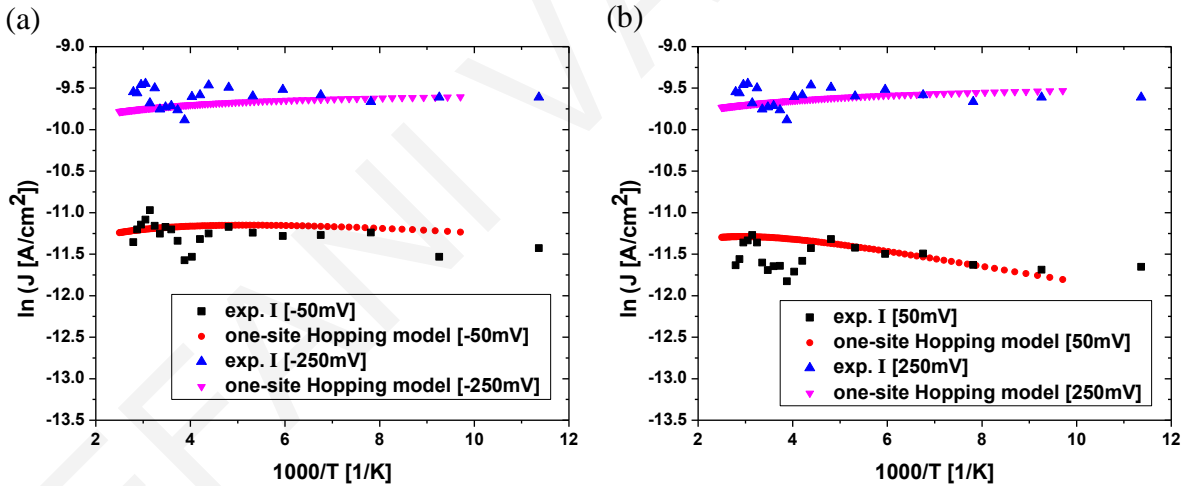 (a)
-9.0
-9.5
-10.0
-10.5
-11.0
-11.5
-12.0
-12.5
-13.0
-13.5
ln (J [A/cm²])
2 4 6 8 10 12
1000/T [1/K]
exp. I [-50mV]
one-site Hopping model [-50mV]
exp. I [-250mV]
one-site Hopping model [-250mV]
(b)
-9.0
-9.5
-10.0
-10.5
-11.0
-11.5
-12.0
-12.5
-13.0
-13.5
ln (J [A/cm²])
2 4 6 8 10 12
1000/T [1/K]
exp. I [50mV]
one-site Hopping model [50mV]
exp. I [250mV]
one-site Hopping model [250mV]